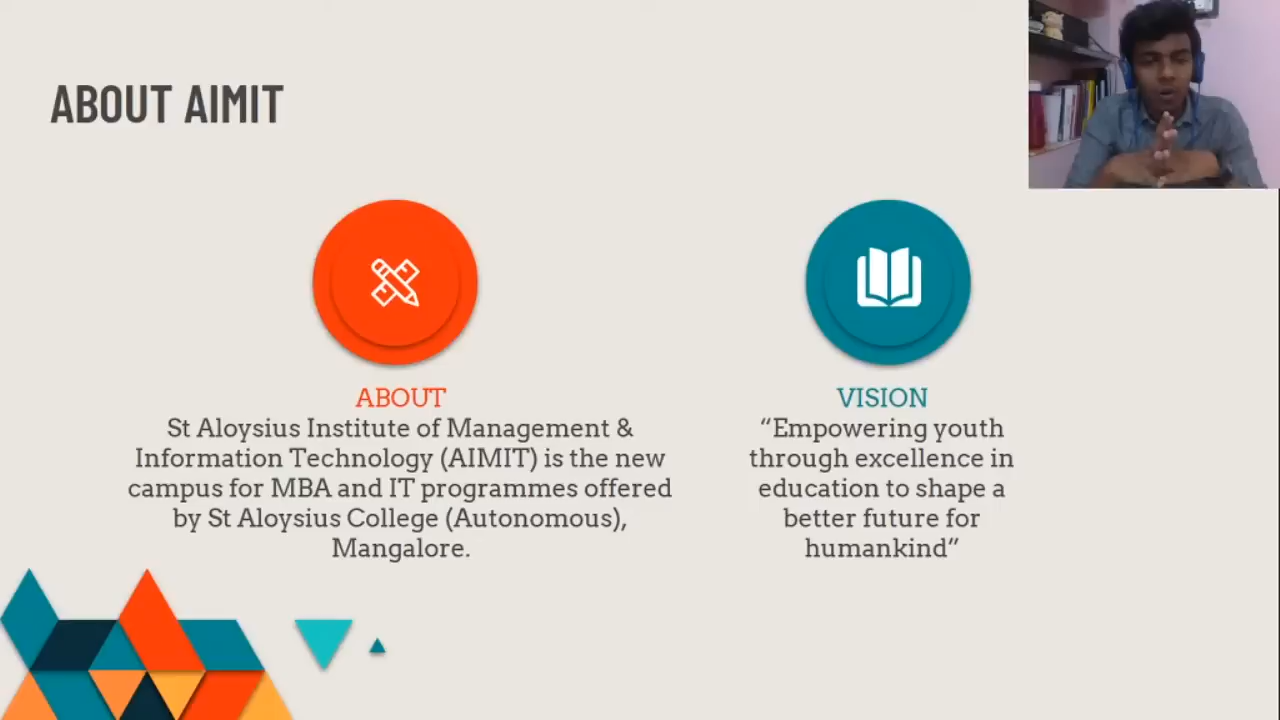 ABOUT AIMIT
ABOUT
St Aloysius Institute of Management &
Information Technology (AIMIT) is the new
campus for MBA and IT programmes offered
by St Aloysius College (Autonomous),
Mangalore.
VISION
“Empowering youth
through excellence in
education to shape a
better future for
humankind”